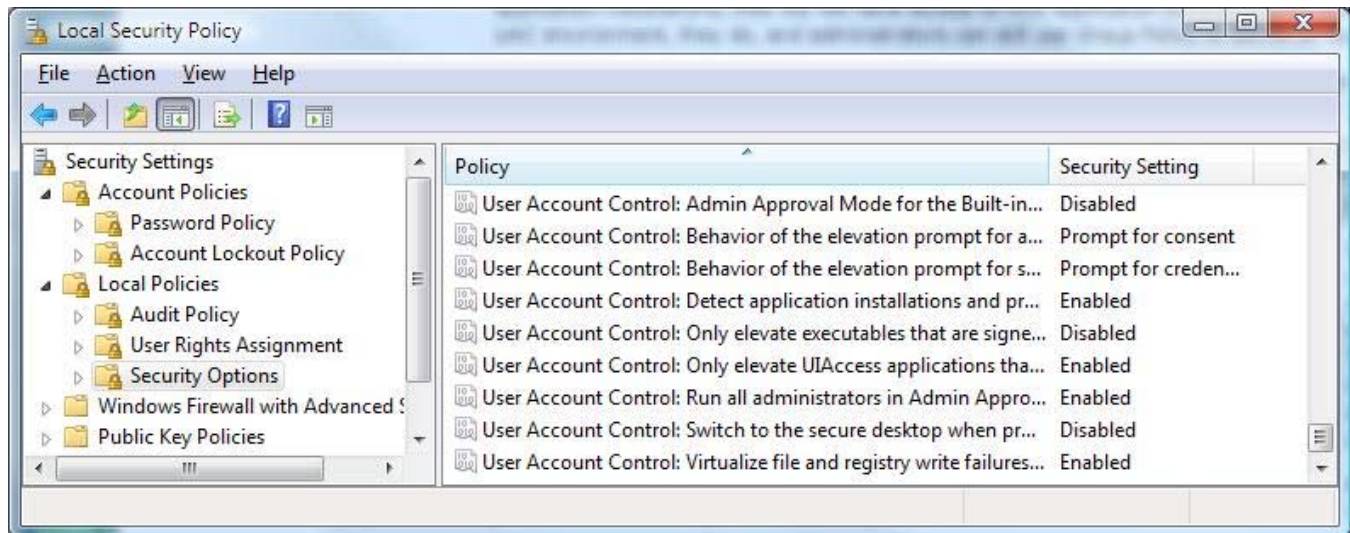 Local Security Policy
File Action View Help
Security Settings
Account Policies
Password Policy
Account Lockout Policy
Local Policies
Audit Policy
User Rights Assignment
Security Options
Windows Firewall with Advanced S
Public Key Policies
Policy Security Setting
User Account Control: Admin Approval Mode for the Built-in... Disabled
User Account Control: Behavior of the elevation prompt for a... Prompt for consent
User Account Control: Behavior of the elevation prompt for s... Prompt for creden...
User Account Control: Detect application installations and pr... Enabled
User Account Control: Only elevate executables that are signe... Disabled
User Account Control: Only elevate UIAccess applications tha... Enabled
User Account Control: Run all administrators in Admin Appro... Enabled
User Account Control: Switch to the secure desktop when pr... Disabled
User Account Control: Virtualize file and registry write failures... Enabled